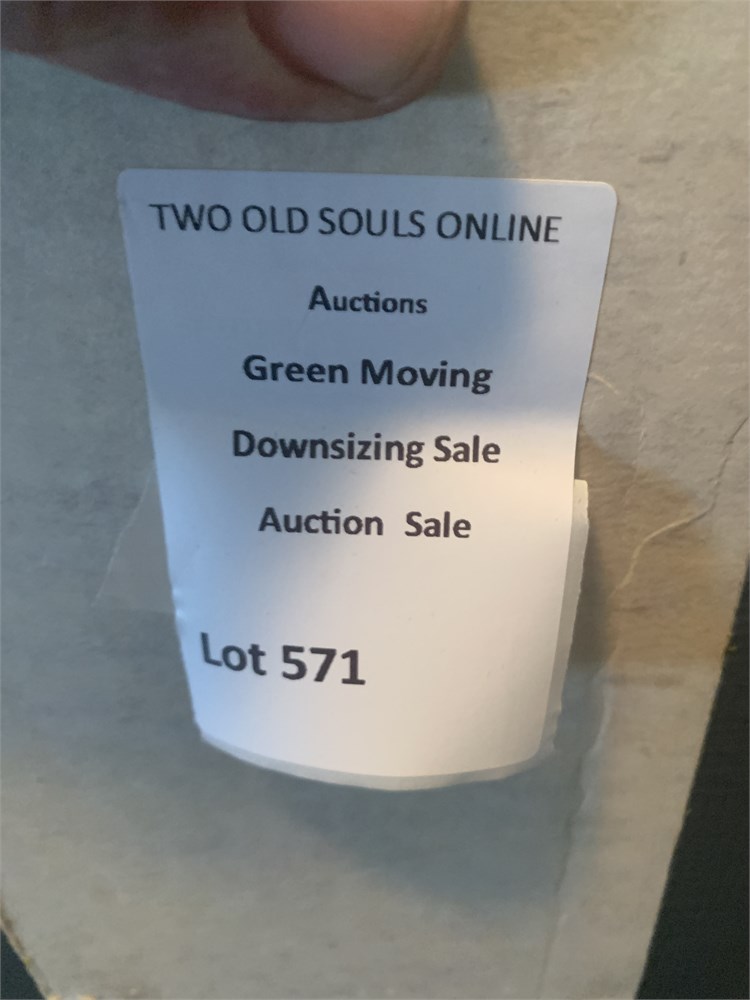 TWO OLD SOULS ONLINE
Auctions
Green Moving
Downsizing Sale
Auction Sale
Lot 571